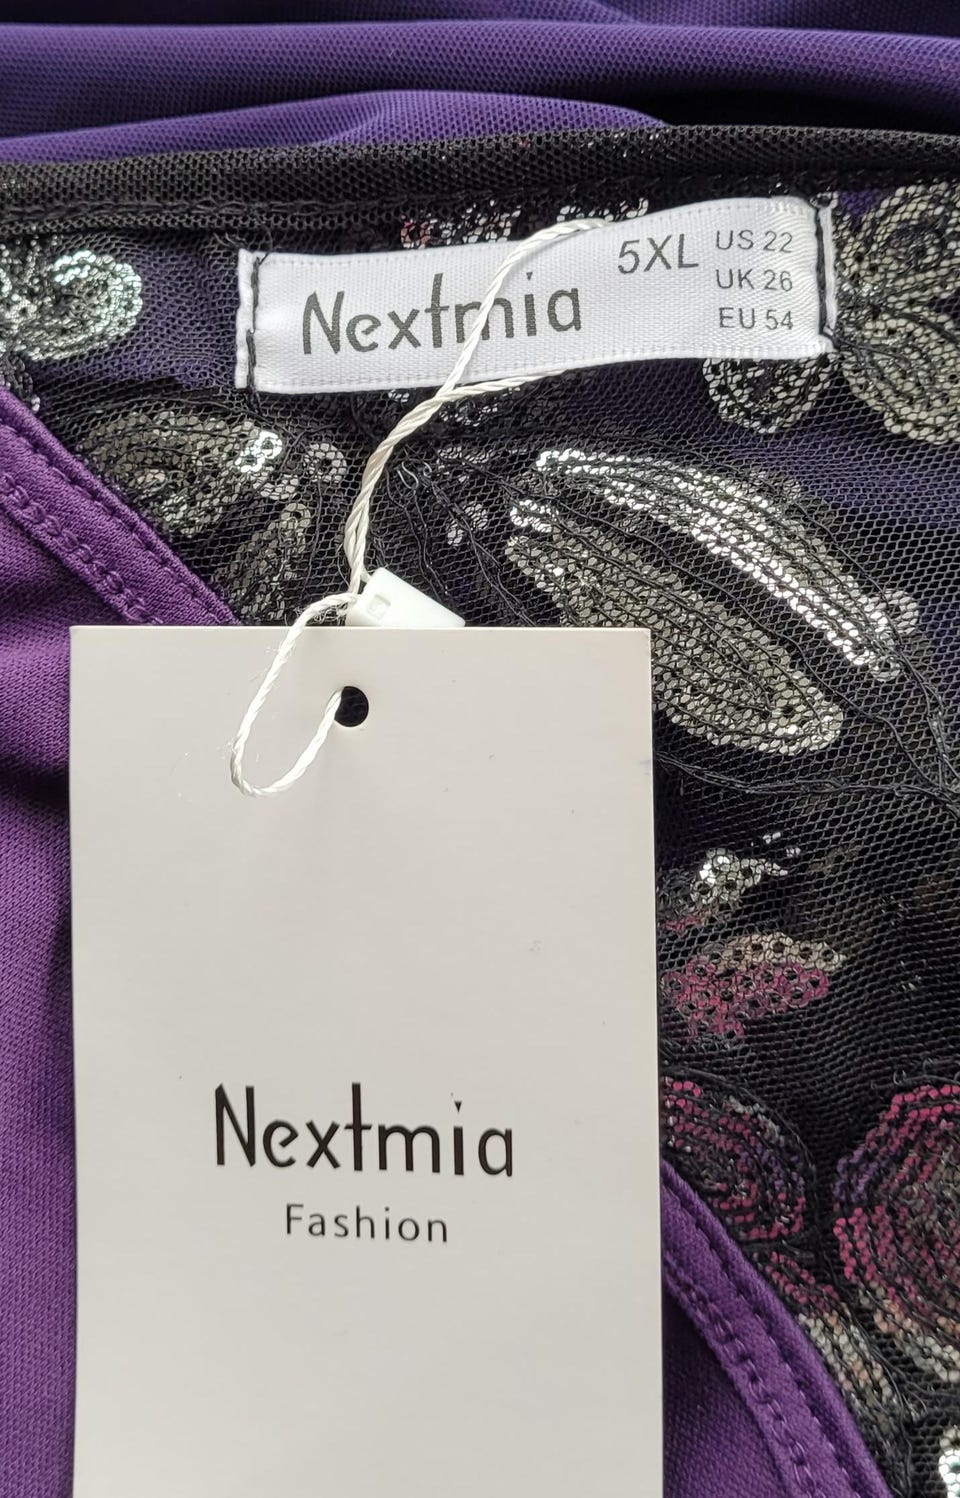 Nextmia
5XL
US 22
UK 26
EU 54
Nextmia
Fashion